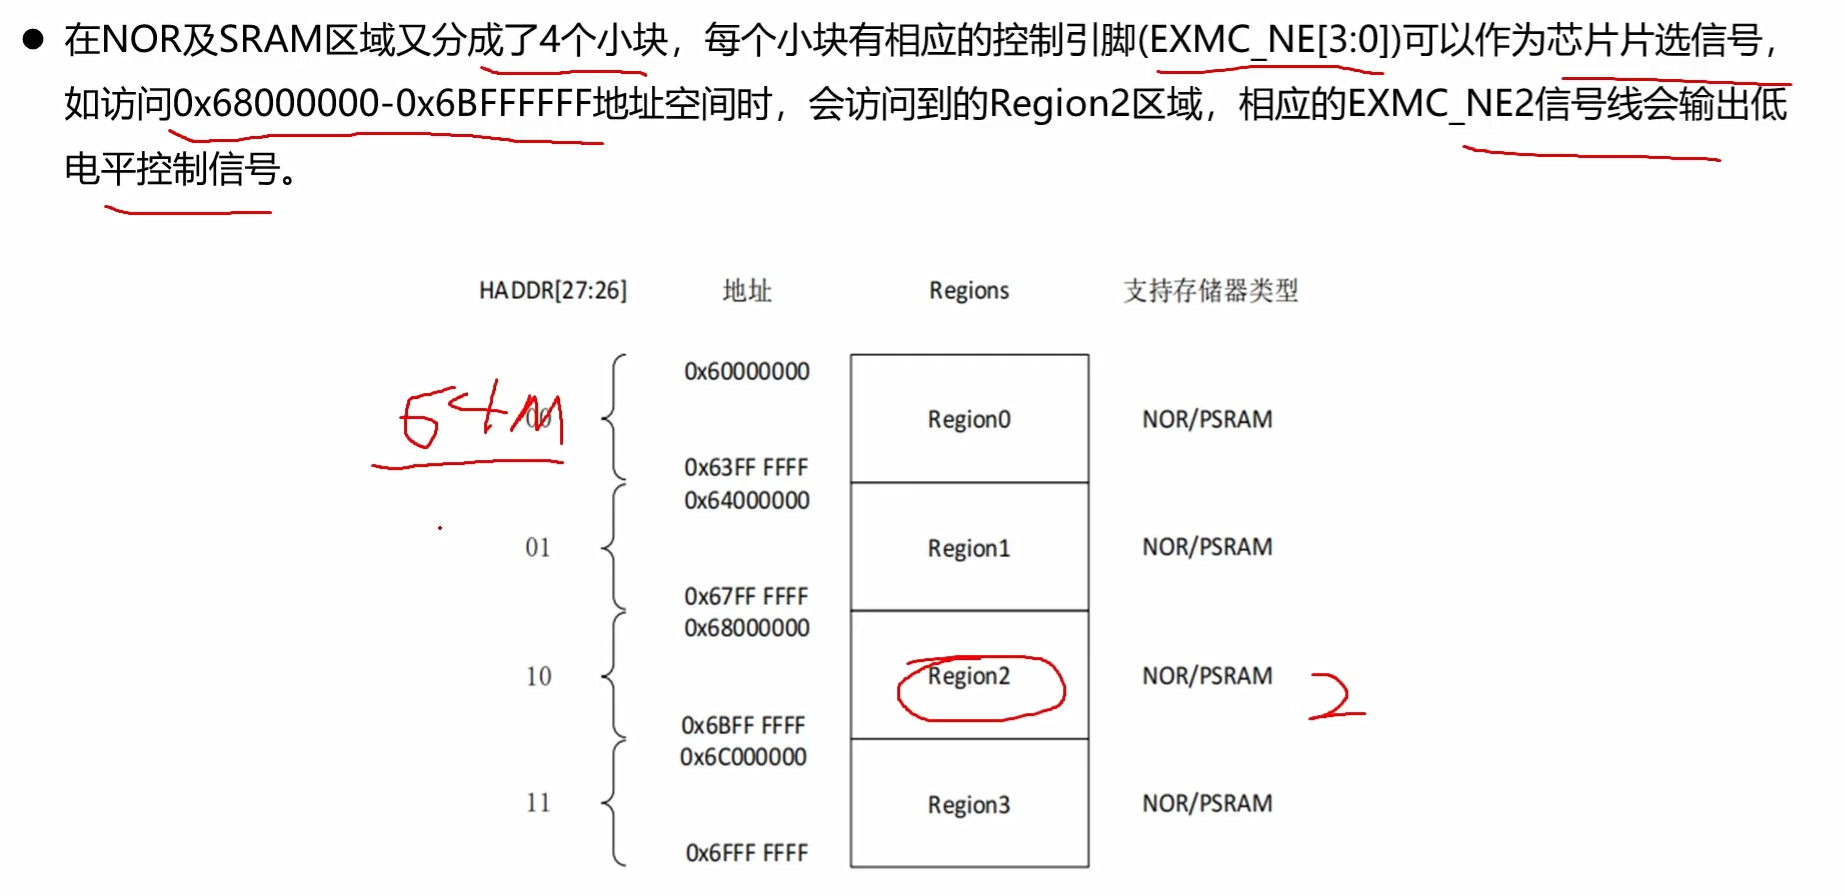 ● 在NOR及SRAM区域又分成了4个小块，每个小块有相应的控制引脚(EXMC_NE[3:0])可以作为芯片片选信号，
如访问0x68000000-0x6BFFFFFF地址空间时，会访问到的Region2区域，相应的EXMC_NE2信号线会输出低
电平控制信号。
HADDR[27:26] 地址 Regions 支持存储器类型
0x60000000
64M 00 Region0 NOR/PSRAM
0x63FF FFFF
0x64000000
01 Region1 NOR/PSRAM
0x67FF FFFF
0x68000000
10 Region2 NOR/PSRAM 2
0x6BFF FFFF
0x6C000000
11 Region3 NOR/PSRAM
0x6FFF FFFF